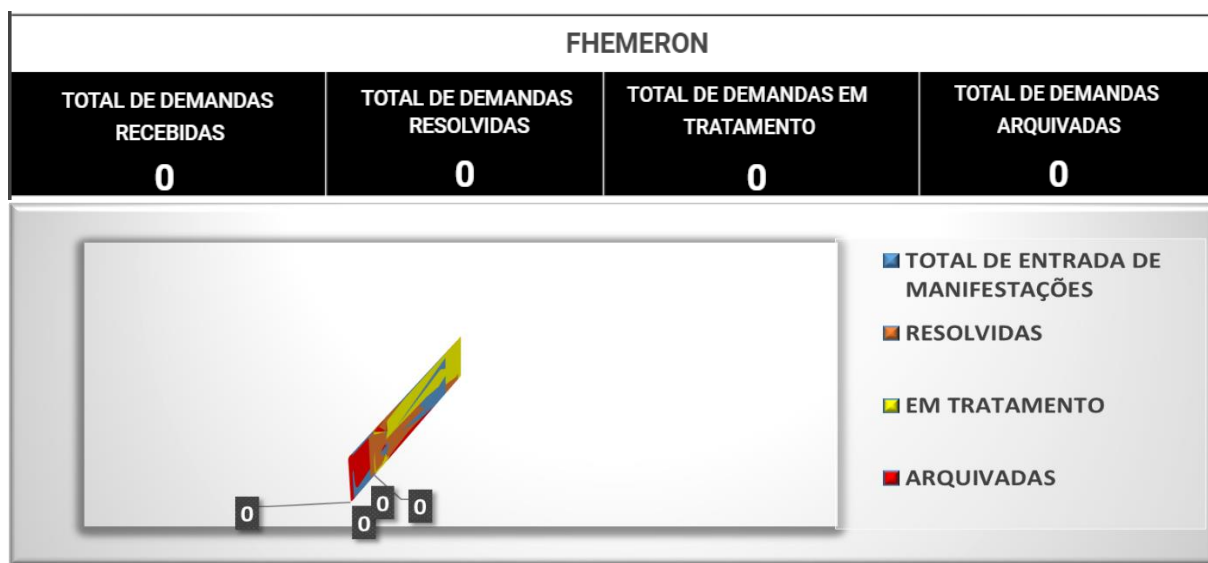 FHEMERON
TOTAL DE DEMANDAS
RECEBIDAS
0
TOTAL DE DEMANDAS
RESOLVIDAS
0
TOTAL DE DEMANDAS EM
TRATAMENTO
0
TOTAL DE DEMANDAS
ARQUIVADAS
0
0
0
0
0
TOTAL DE ENTRADA DE
MANIFESTAÇÕES
RESOLVIDAS
EM TRATAMENTO
ARQUIVADAS